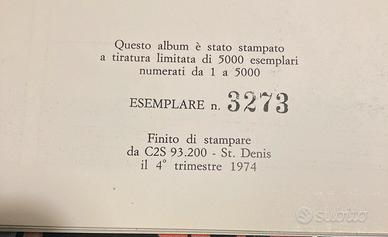 Questo album è stato stampato
a tiratura limitata di 5000 esemplari
numerati da 1 a 5000
ESEMPLARE n. 3273
Finito di stampare
da C2S 93.200 - St. Denis
il 4° trimestre 1974
subito